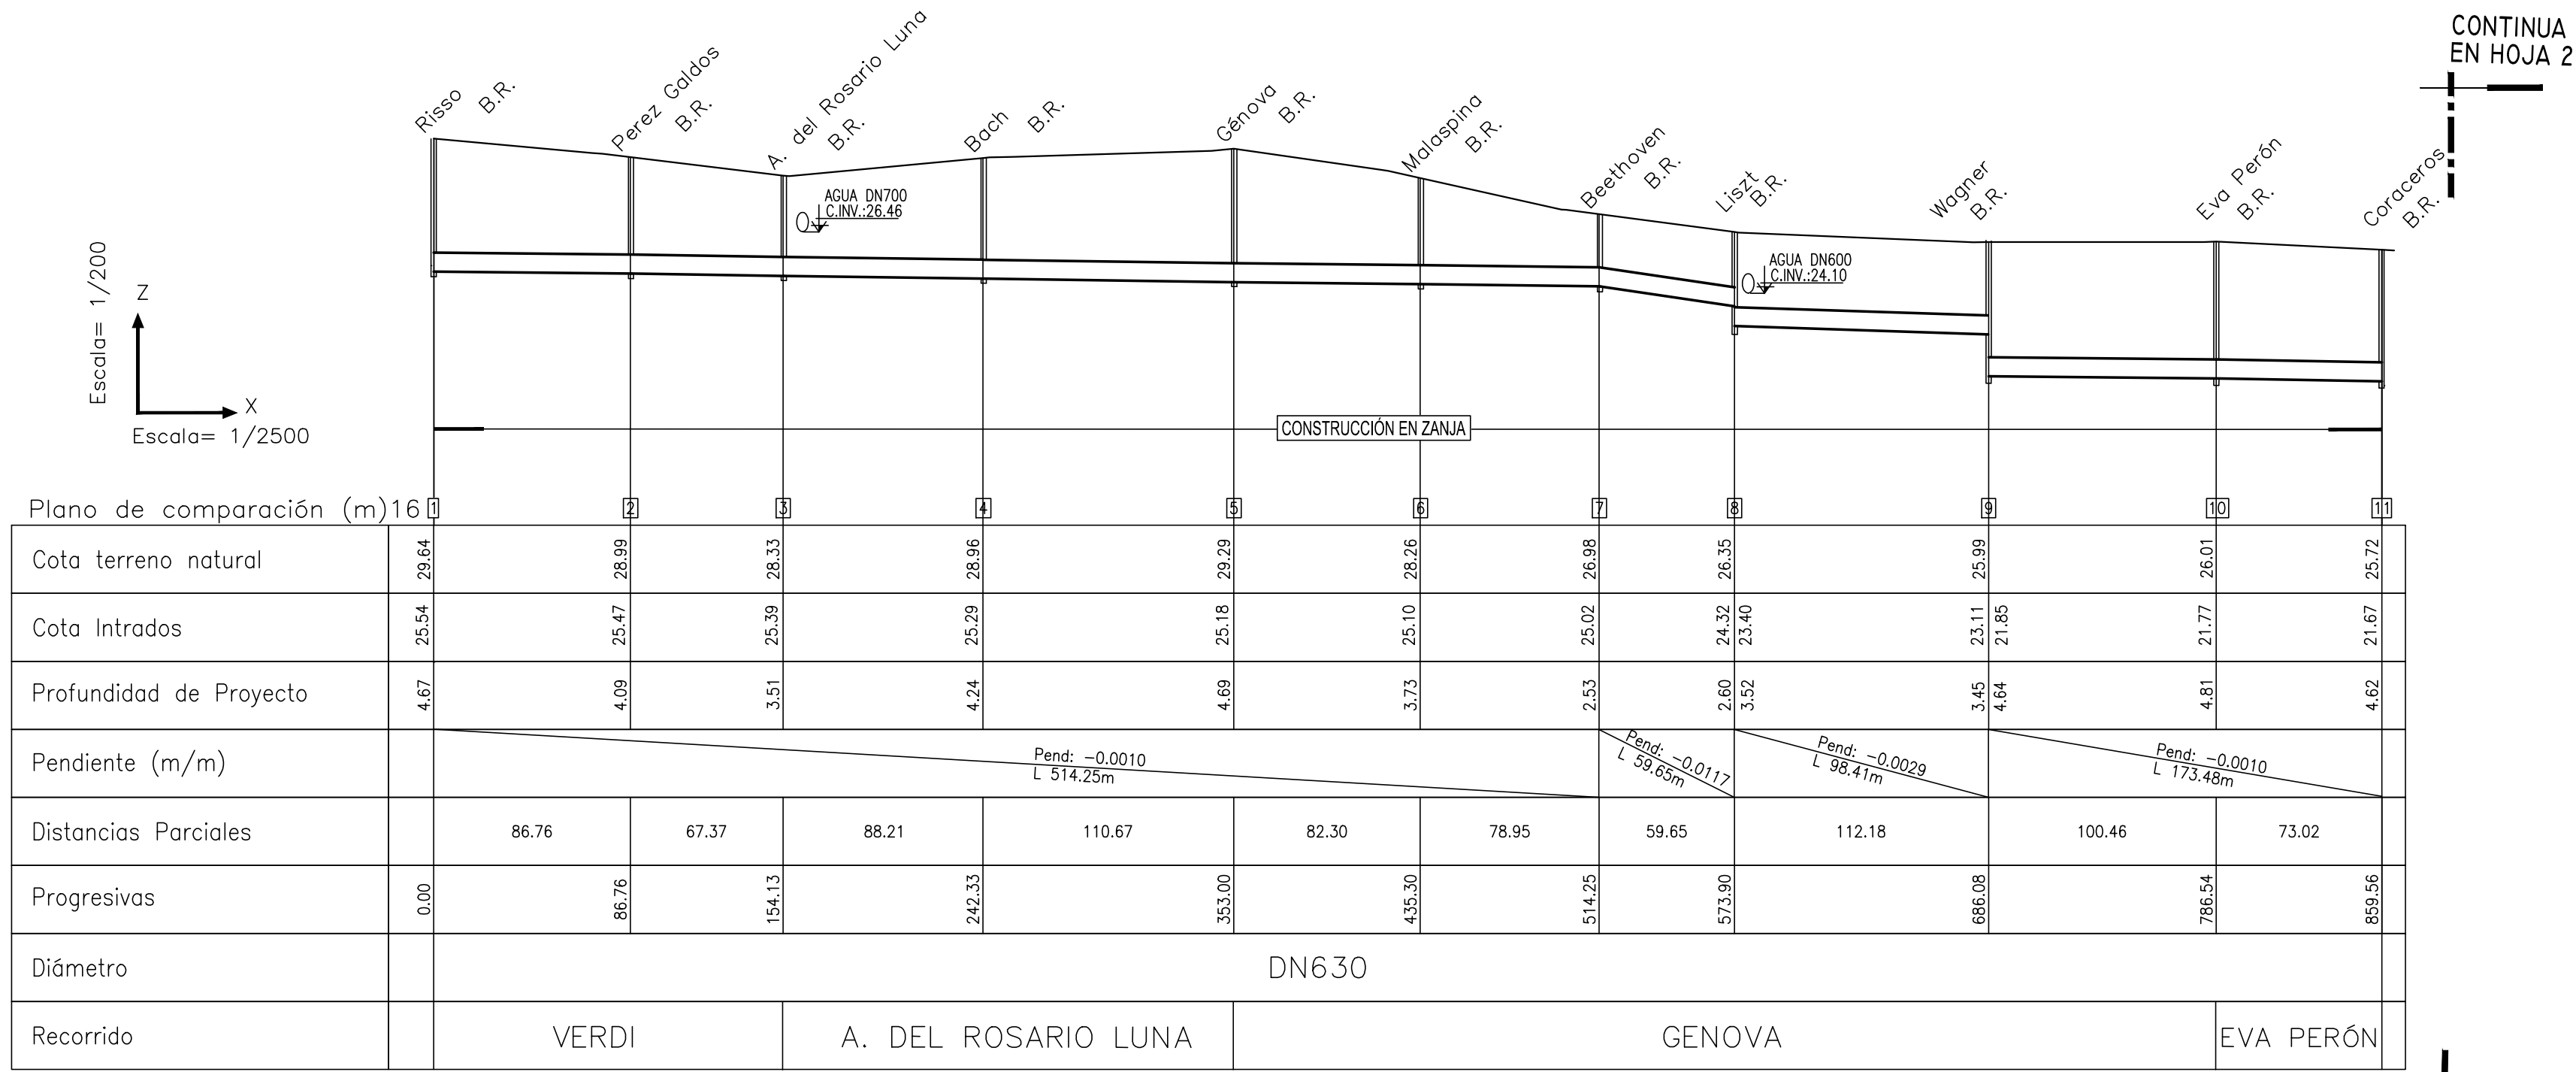 CONTINUA
EN HOJA 2
Risso B.R.
Perez Galdos
B.R.
A. del Rosario Luna
B.R.
Bach B.R.
Génova
B.R.
Malaspina
B.R.
Beethoven
B.R.
Liszt
B.R.
Wagner
B.R.
Eva Perón
B.R.
Coraceros
B.R.
AGUA DN700
C.INV.:26.46
AGUA DN600
C.INV.:24.10
Escala= 1/200
Z
X
Escala= 1/2500
CONSTRUCCIÓN EN ZANJA
Plano de comparación (m)16 1 2 3 4 5 6 7 8 9 10 11
Cota terreno natural 29.64 28.99 28.33 28.96 29.29 28.26 26.98 26.35 25.99 26.01 25.72
Cota Intrados 25.54 25.47 25.39 25.29 25.18 25.10 25.02 24.32 23.40 23.11 21.85 21.77 21.67
Profundidad de Proyecto 4.67 4.09 3.51 4.24 4.69 3.73 2.53 2.60 3.52 3.45 4.64 4.81 4.62
Pendiente (m/m)
Pend: -0.0010
L 514.25m
Pend: -0.0117
L 59.65m
Pend: -0.0029
L 98.41m
Pend: -0.0010
L 173.48m
Distancias Parciales 86.76 67.37 88.21 110.67 82.30 78.95 59.65 112.18 100.46 73.02
Progresivas 0.00 86.76 154.13 242.33 353.00 435.30 514.25 573.90 686.08 786.54 859.56
Diámetro DN630
Recorrido VERDI A. DEL ROSARIO LUNA GENOVA EVA PERÓN